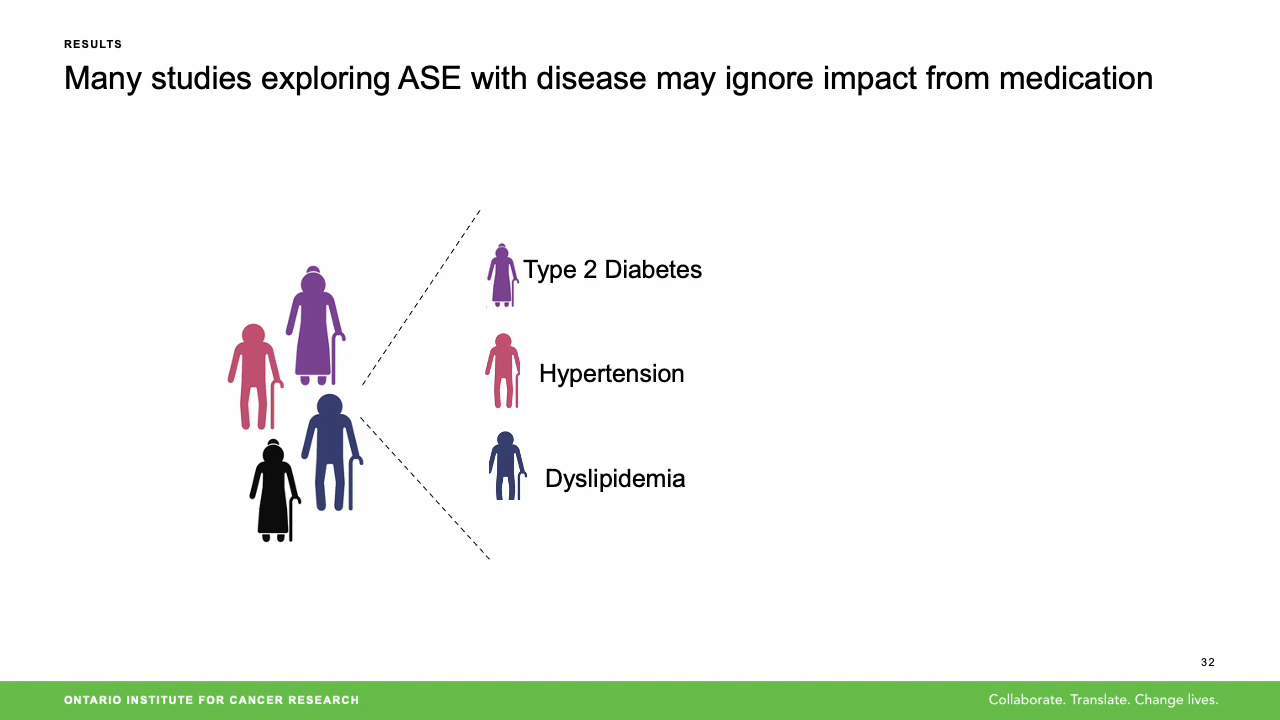 RESULTS
Many studies exploring ASE with disease may ignore impact from medication
Type 2 Diabetes
Hypertension
Dyslipidemia
32
ONTARIO INSTITUTE FOR CANCER RESEARCH
Collaborate. Translate. Change lives.